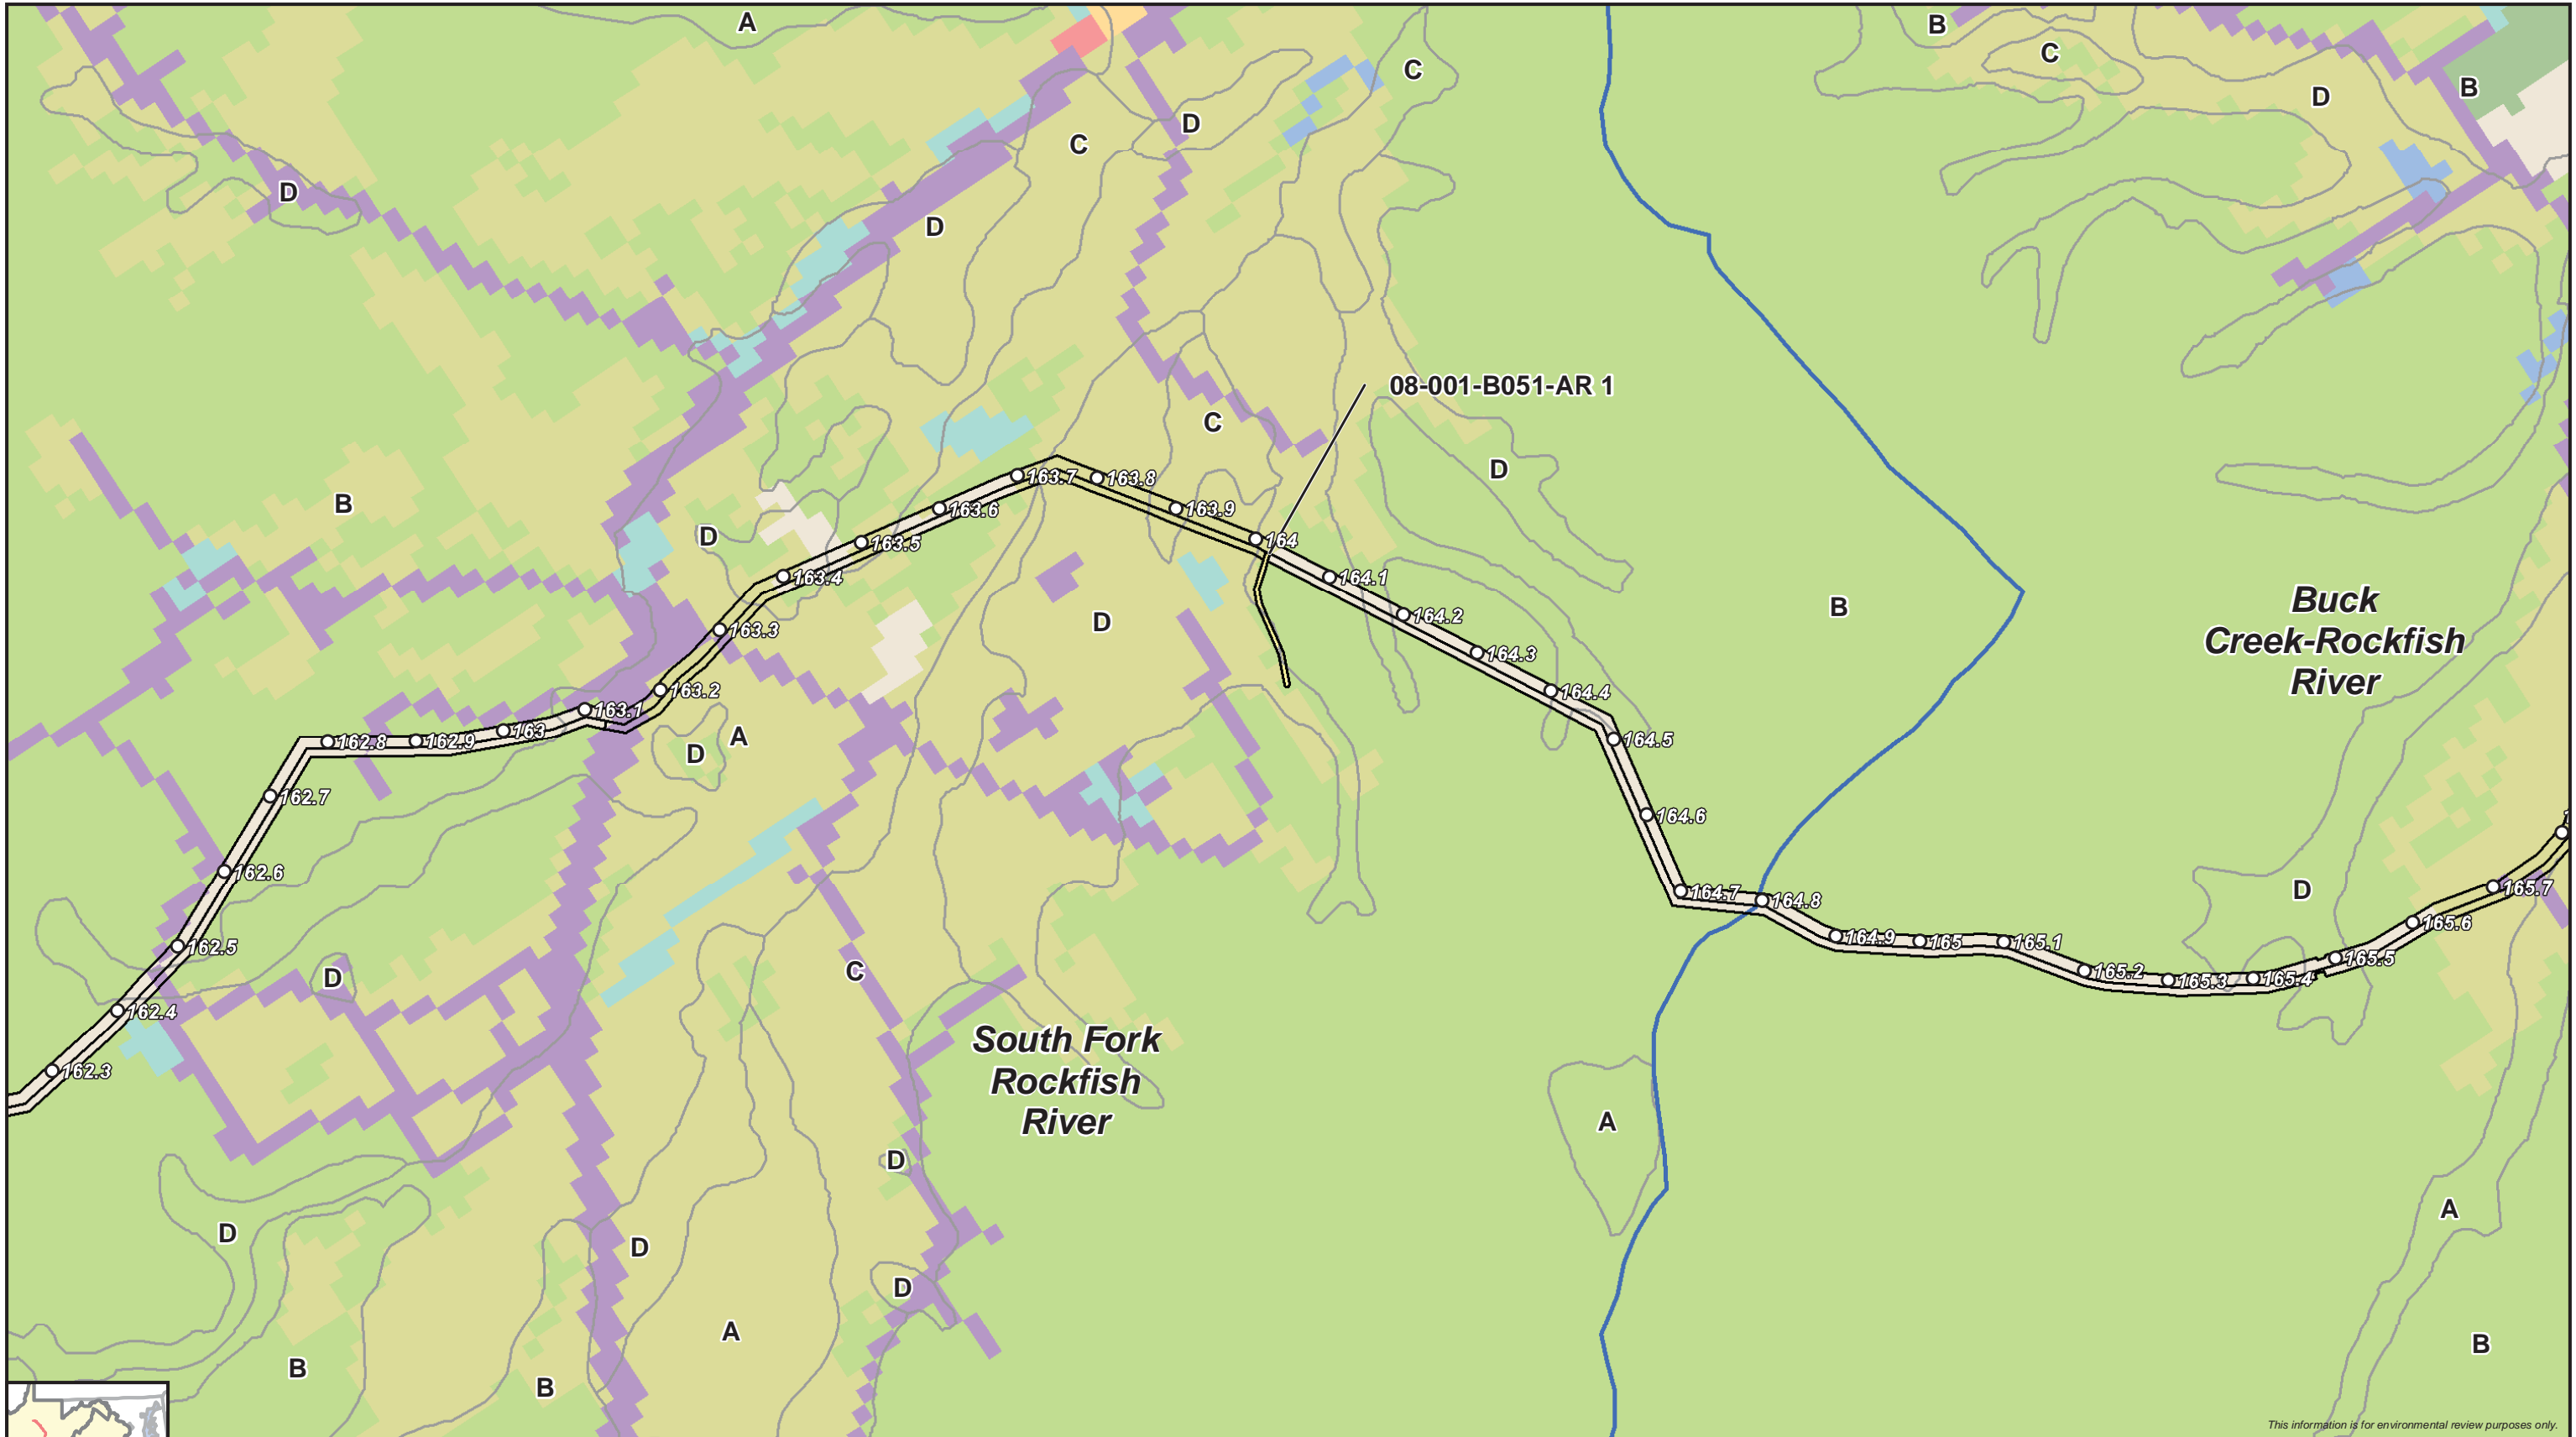 A
B
C
C
B
D
D
C
D
D
08-001-B051-AR 1
C
D
B
163.7
163.8
163.6
163.9
D
163.5
164
163.4
164.1
Buck
Creek-Rockfish
River
B
164.2
D
163.3
164.3
163.2
164.4
163.1
163
162.8
162.9
A
D
164.5
162.7
164.6
162.6
D
165.7
164.7
164.8
165.6
162.5
164.9
165
165.1
165.5
165.2
165.3
165.4
C
D
162.4
South Fork
Rockfish
River
162.3
A
D
A
D
D
D
A
B
B
B
This information is for environmental review purposes only.